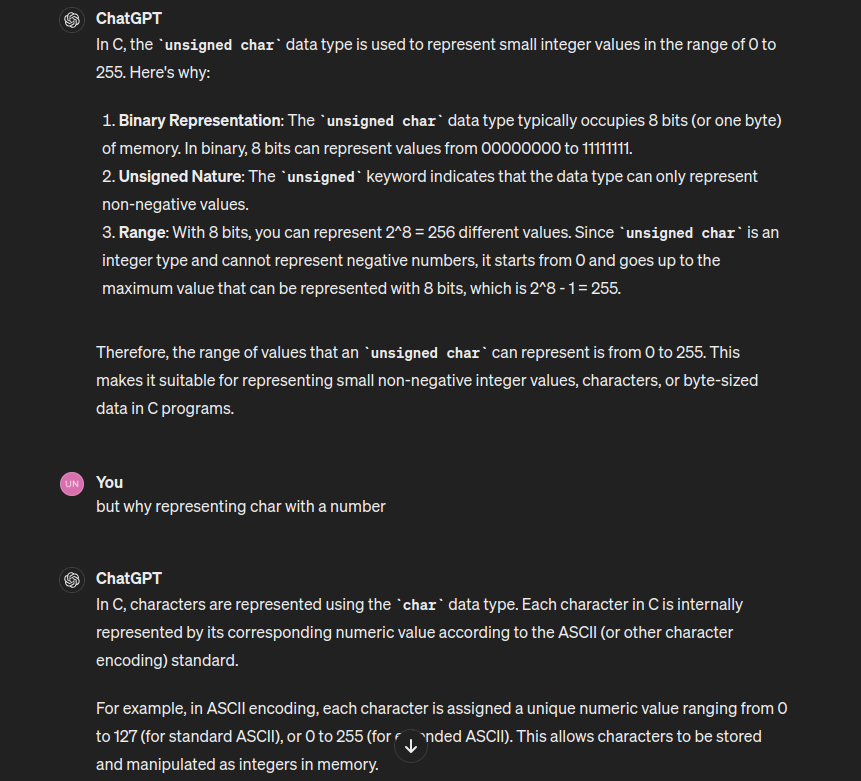 ChatGPT
In C, the `unsigned char` data type is used to represent small integer values in the range of 0 to
255. Here's why:
1. Binary Representation: The `unsigned char` data type typically occupies 8 bits (or one byte)
of memory. In binary, 8 bits can represent values from 00000000 to 11111111.
2. Unsigned Nature: The `unsigned` keyword indicates that the data type can only represent
non-negative values.
3. Range: With 8 bits, you can represent 2^8 = 256 different values. Since `unsigned char` is an
integer type and cannot represent negative numbers, it starts from 0 and goes up to the
maximum value that can be represented with 8 bits, which is 2^8 - 1 = 255.
Therefore, the range of values that an `unsigned char` can represent is from 0 to 255. This
makes it suitable for representing small non-negative integer values, characters, or byte-sized
data in C programs.
LIN
You
but why representing char with a number
ChatGPT
In C, characters are represented using the `char` data type. Each character in C is internally
represented by its corresponding numeric value according to the ASCII (or other character
encoding) standard.
For example, in ASCII encoding, each character is assigned a unique numeric value ranging from 0
to 127 (for standard ASCII), or 0 to 255 (for extended ASCII). This allows characters to be stored
and manipulated as integers in memory.